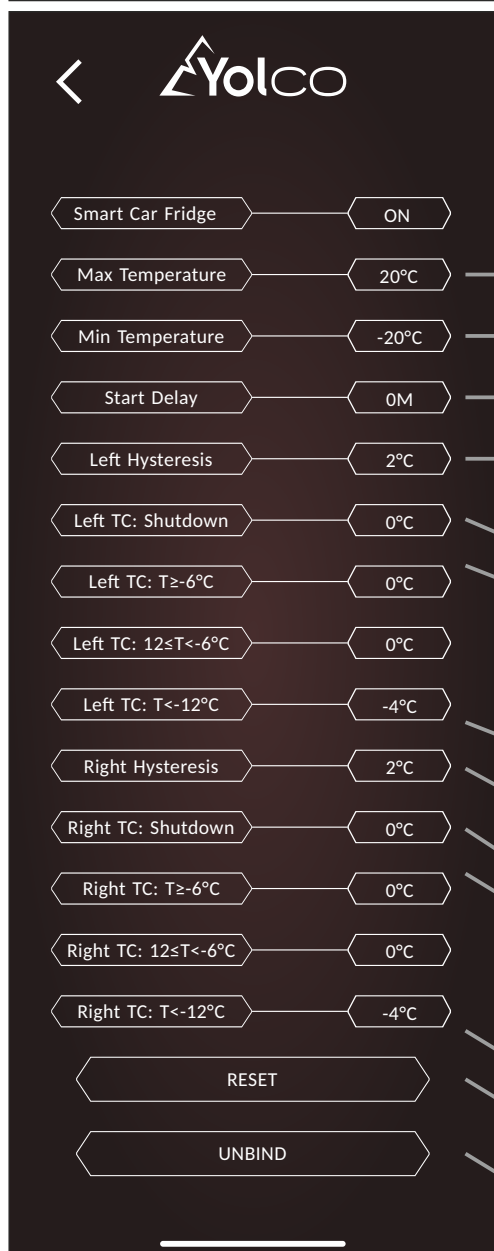 Yolco
Smart Car Fridge ON
Max Temperature 20°C
Min Temperature -20°C
Start Delay 0M
Left Hysteresis 2°C
Left TC: Shutdown 0°C
Left TC: T≥-6°C 0°C
Left TC: 12≤T<-6°C 0°C
Left TC: T<-12°C -4°C
Right Hysteresis 2°C
Right TC: Shutdown 0°C
Right TC: T≥-6°C 0°C
Right TC: 12≤T<-6°C 0°C
Right TC: T<-12°C -4°C
RESET
UNBIND